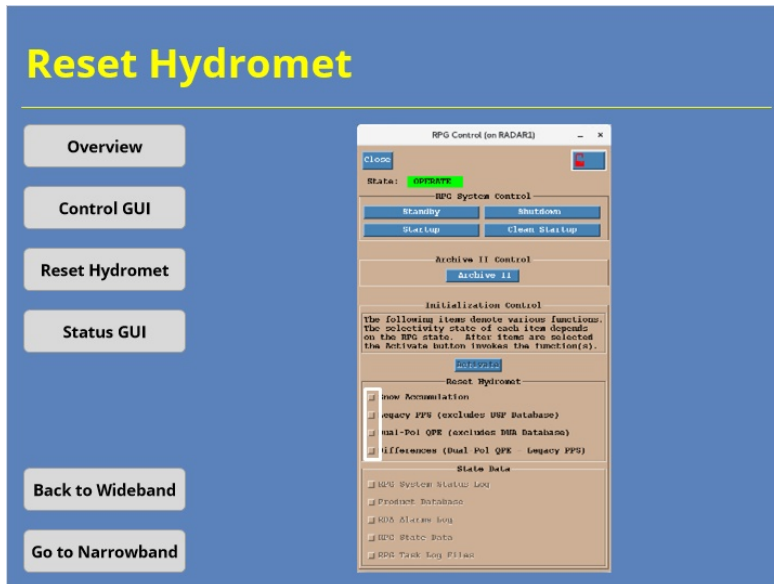 Reset Hydromet
Overview
Control GUI
Reset Hydromet
Status GUI
Back to Wideband
Go to Narrowband
RPG Control (on RADAR1)
Close
State: OPERATE
RPG System Control
Standby Shutdown
Startup Clean Startup
Archive II Control
Archive II
Initialization Control
The following items denote various functions.
The selectivity state of each item depends
on the RPG state. After items are selected
the Activate button invokes the function(s).
Activate
Reset Hydromet
Snow Accumulation
Legacy PPS (excludes DUP Database)
Dual-Pol QPE (excludes DUA Database)
Differences (Dual Pol QPE - Legacy PPS)
State Data
RPG System Status Log
Product Database
RDA Alarms Log
RPG State Data
RPG Task Log Files